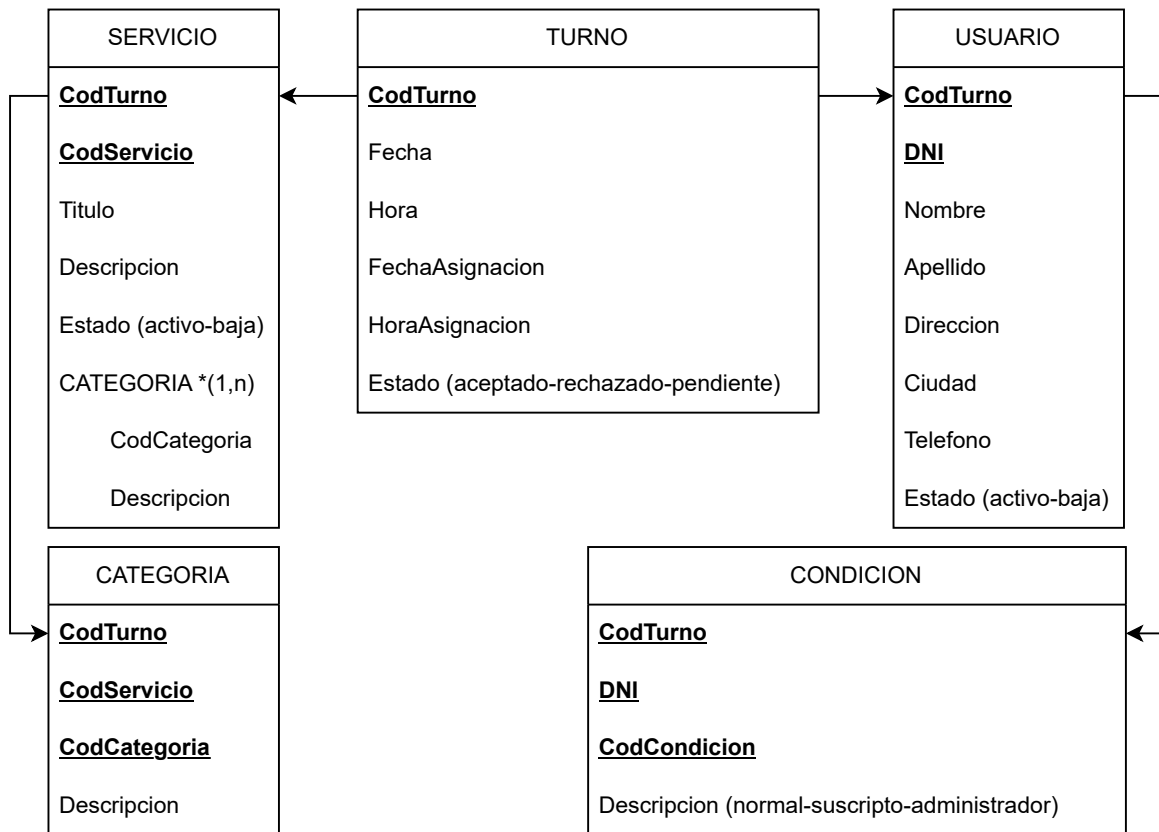 SERVICIO
CodTurno
CodServicio
Titulo
Descripcion
Estado (activo-baja)
CATEGORIA *(1,n)
CodCategoria
Descripcion
TURNO
CodTurno
Fecha
Hora
FechaAsignacion
HoraAsignacion
Estado (aceptado-rechazado-pendiente)
USUARIO
CodTurno
DNI
Nombre
Apellido
Direccion
Ciudad
Telefono
Estado (activo-baja)
CATEGORIA
CodTurno
CodServicio
CodCategoria
Descripcion
CONDICION
CodTurno
DNI
CodCondicion
Descripcion (normal-suscripto-administrador)